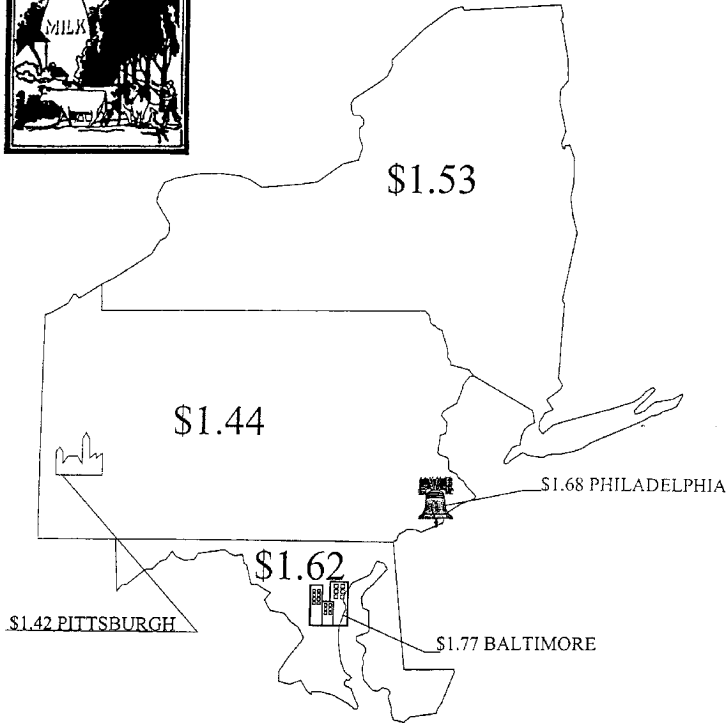 MILK
$1.53
$1.44
$1.68 PHILADELPHIA
$1.62
$1.42 PITTSBURGH
$1.77 BALTIMORE